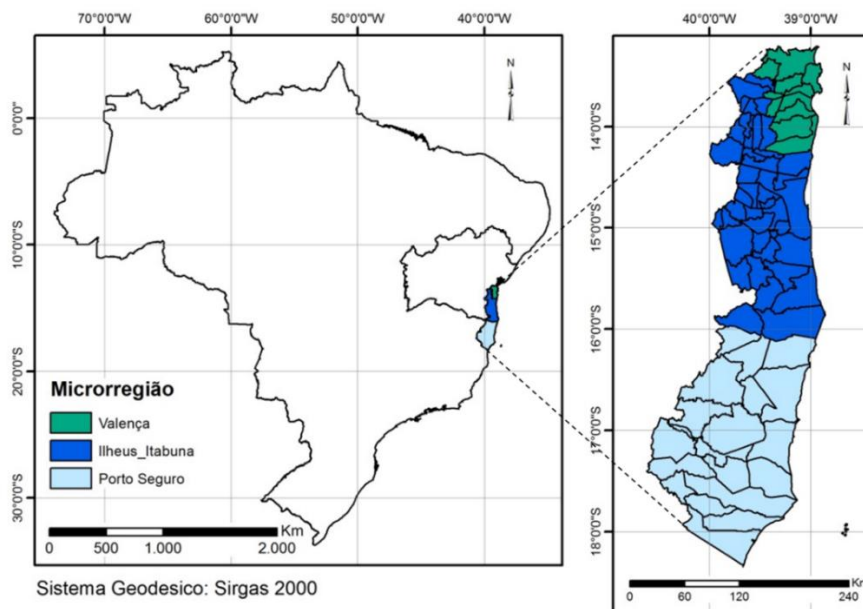 70°0'0"W 60°0'0"W 50°0'0"W 40°0'0"W
N
0°0'0"
10°0'0"S
20°0'0"S
30°0'0"S
Microrregião
Valença
Ilheus_Itabuna
Porto Seguro
Km
0 500 1.000 2.000
Sistema Geodesico: Sirgas 2000
40°0'0"W 39°0'0"W
N
14°0'0"S
15°0'0"S
16°0'0"S
17°0'0"S
18°0'0"S
0 60 120 240